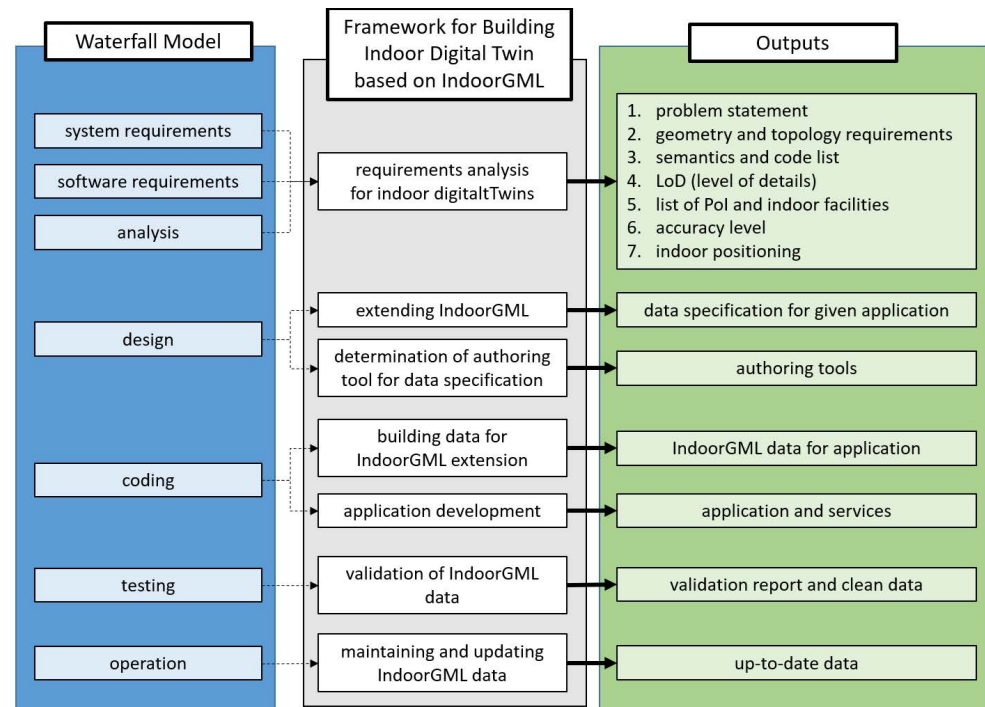 Waterfall Model
system requirements
software requirements
analysis
design
coding
testing
operation
Framework for Building
Indoor Digital Twin
based on IndoorGML
requirements analysis
for indoor digitaltTwins
extending IndoorGML
determination of authoring
tool for data specification
building data for
IndoorGML extension
application development
validation of IndoorGML
data
maintaining and updating
IndoorGML data
Outputs
1. problem statement
2. geometry and topology requirements
3. semantics and code list
4. LoD (level of details)
5. list of PoI and indoor facilities
6. accuracy level
7. indoor positioning
data specification for given application
authoring tools
IndoorGML data for application
application and services
validation report and clean data
up-to-date data